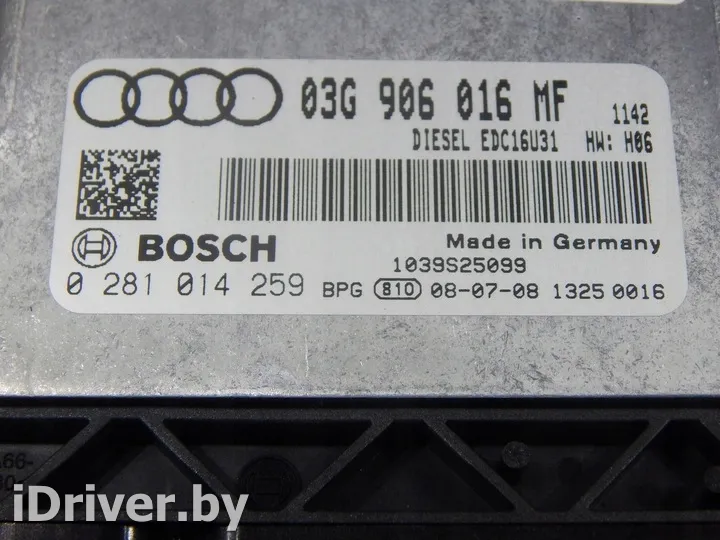 03G 906 016 MF 1142
DIESEL EDC16U31 HW: H06
BOSCH Made in Germany
1039S25099
0 281 014 259 BPG 810 08-07-08 1325 0016
iDriver.by